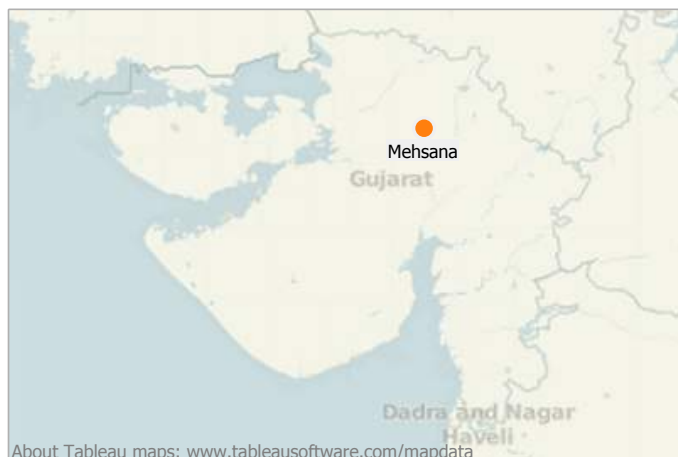 Mehsana
Gujarat
Dadra and Nagar
Haveli
About Tableau maps: www.tableausoftware.com/mapdata